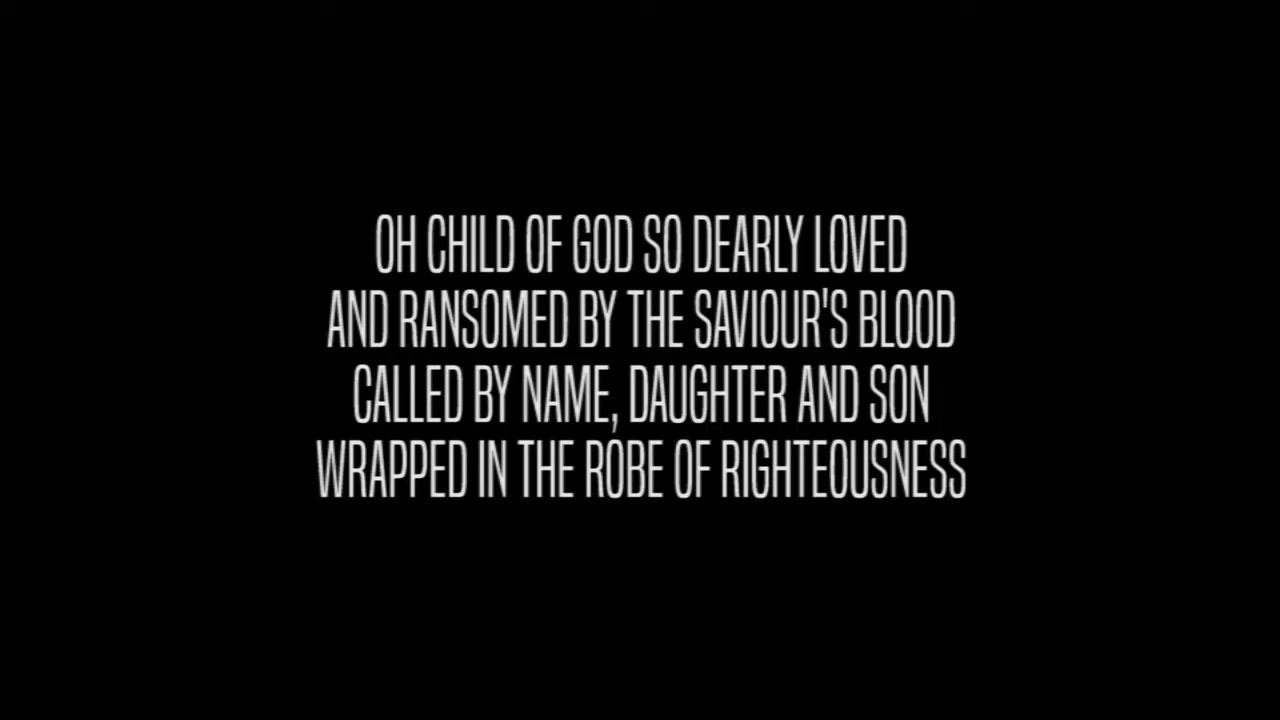 OH CHILD OF GOD SO DEARLY LOVED
AND RANSOMED BY THE SAVIOUR'S BLOOD
CALLED BY NAME, DAUGHTER AND SON
WRAPPED IN THE ROBE OF RIGHTEOUSNESS